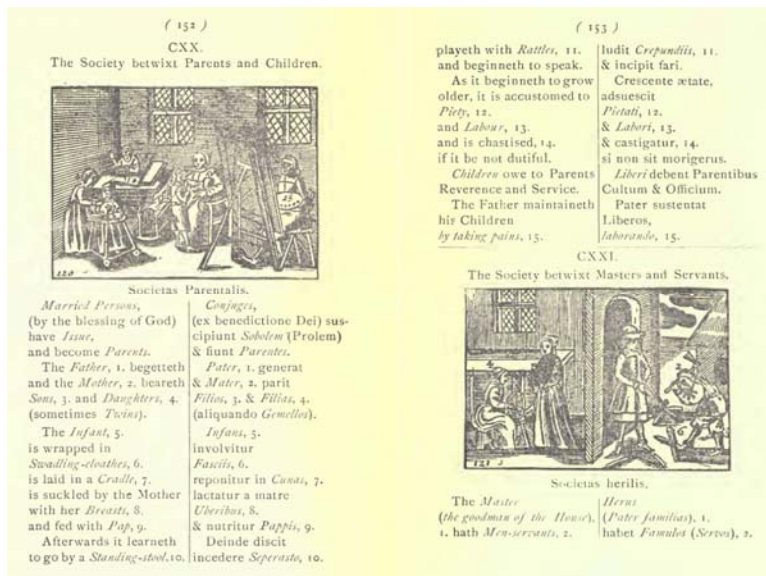 ( 152 )
CXX.
The Society betwixt Parents and Children.
13
120
Societas Parentalis.
Married Persons,
(by the blessing of God)
have Issue,
and become Parents.
The Father, 1. begetteth
and the Mother, 2. beareth
Sons, 3. and Daughters, 4.
(sometimes Twins).
The Infant, 5.
is wrapped in
Swadling-cloathes, 6.
is laid in a Cradle, 7.
is suckled by the Mother
with her Breasts, 8.
and fed with Pap, 9.
Afterwards it learneth
to go by a Standing-stool. 10.
Conjuges,
(ex benedictione Dei) sus-
cipiunt Sobolem (Prolem)
& fiunt Parentes.
Pater, 1. generat
& Mater, 2. parit
Filios, 3. & Filias, 4.
(aliquando Gemellos).
Infans, 5.
involvitur
Fasciis, 6.
reponitur in Cunas, 7.
lactatur a matre
Uberibus, 8.
& nutritur Pappis, 9.
Deinde discit
incedere Seperasto, 10.
( 153 )
playeth with Rattles, 11.
and beginneth to speak.
As it beginneth to grow
older, it is accustomed to
Piety, 12.
and Labour, 13.
and is chastised, 14.
if it be not dutiful.
Children owe to Parents
Reverence and Service.
The Father maintaineth
his Children
by taking pains, 15.
ludit Crepundiis, 11.
& incipit fari.
Crescente ætate,
adsuescit
Pietati, 12.
& Labori, 13.
& castigatur, 14.
si non sit morigerus.
Liberi debent Parentibus
Cultum & Officium.
Pater sustentat
Liberos,
laborando, 15.
CXXI.
The Society betwixt Masters and Servants.
121
Societas herilis.
The Master
(the goodman of the House),
1. hath Men-servants, 2.
Herus
(Pater familias), 1.
habet Famulos (Servos), 2.